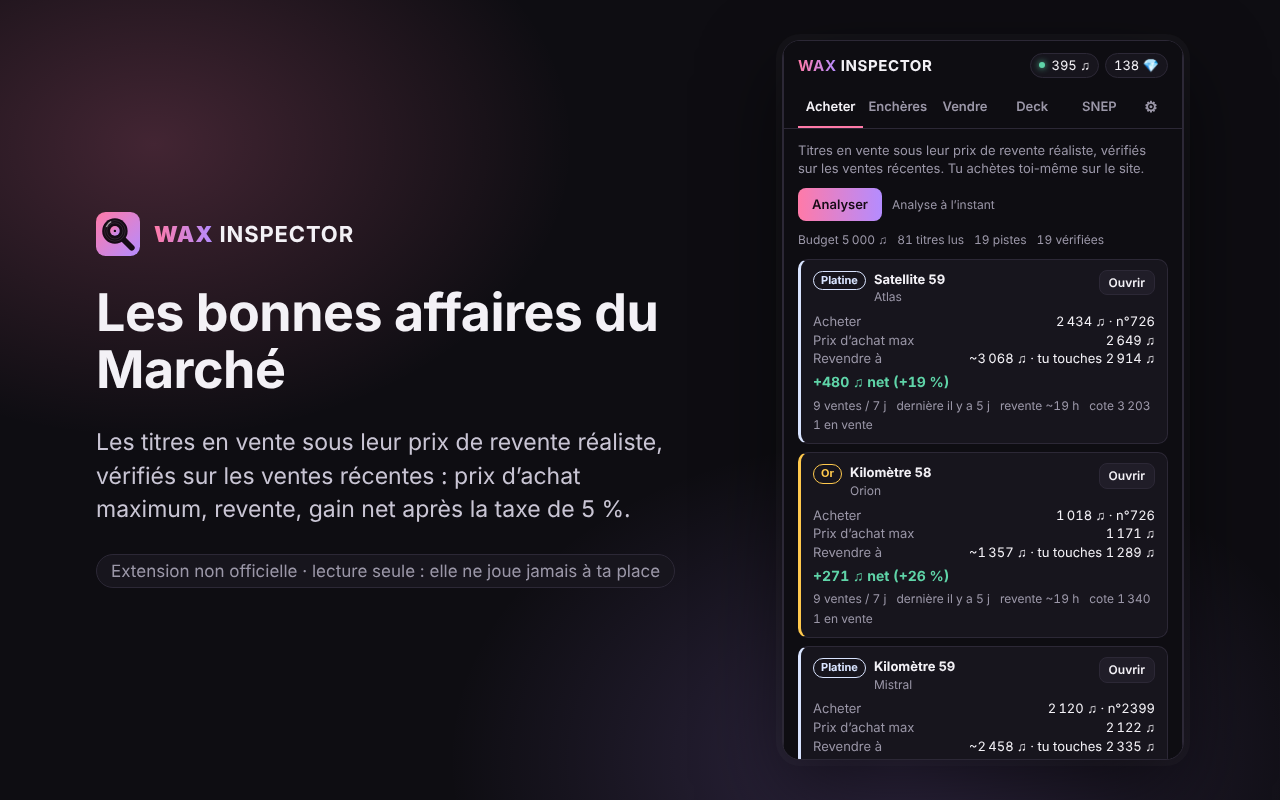 WAX INSPECTOR
Les bonnes affaires du
Marché
Les titres en vente sous leur prix de revente réaliste,
vérifiés sur les ventes récentes : prix d’achat
maximum, revente, gain net après la taxe de 5 %.
Extension non officielle · lecture seule : elle ne joue jamais à ta place
WAX INSPECTOR
395 ♫ 138 💎
Acheter Enchères Vendre Deck SNEP ⚙
Titres en vente sous leur prix de revente réaliste, vérifiés
sur les ventes récentes. Tu achètes toi-même sur le site.
Analyser Analyse à l’instant
Budget 5 000 ♫ 81 titres lus 19 pistes 19 vérifiées
Platine Satellite 59 Ouvrir
Atlas
Acheter 2 434 ♫ · n°726
Prix d’achat max 2 649 ♫
Revendre à ~3 068 ♫ · tu touches 2 914 ♫
+480 ♫ net (+19 %)
9 ventes / 7 j dernière il y a 5 j revente ~19 h cote 3 203
1 en vente
Or Kilomètre 58 Ouvrir
Orion
Acheter 1 018 ♫ · n°726
Prix d’achat max 1 171 ♫
Revendre à ~1 357 ♫ · tu touches 1 289 ♫
+271 ♫ net (+26 %)
9 ventes / 7 j dernière il y a 5 j revente ~19 h cote 1 340
1 en vente
Platine Kilomètre 59 Ouvrir
Mistral
Acheter 2 120 ♫ · n°2399
Prix d’achat max 2 122 ♫
Revendre à ~2 458 ♫ · tu touches 2 335 ♫